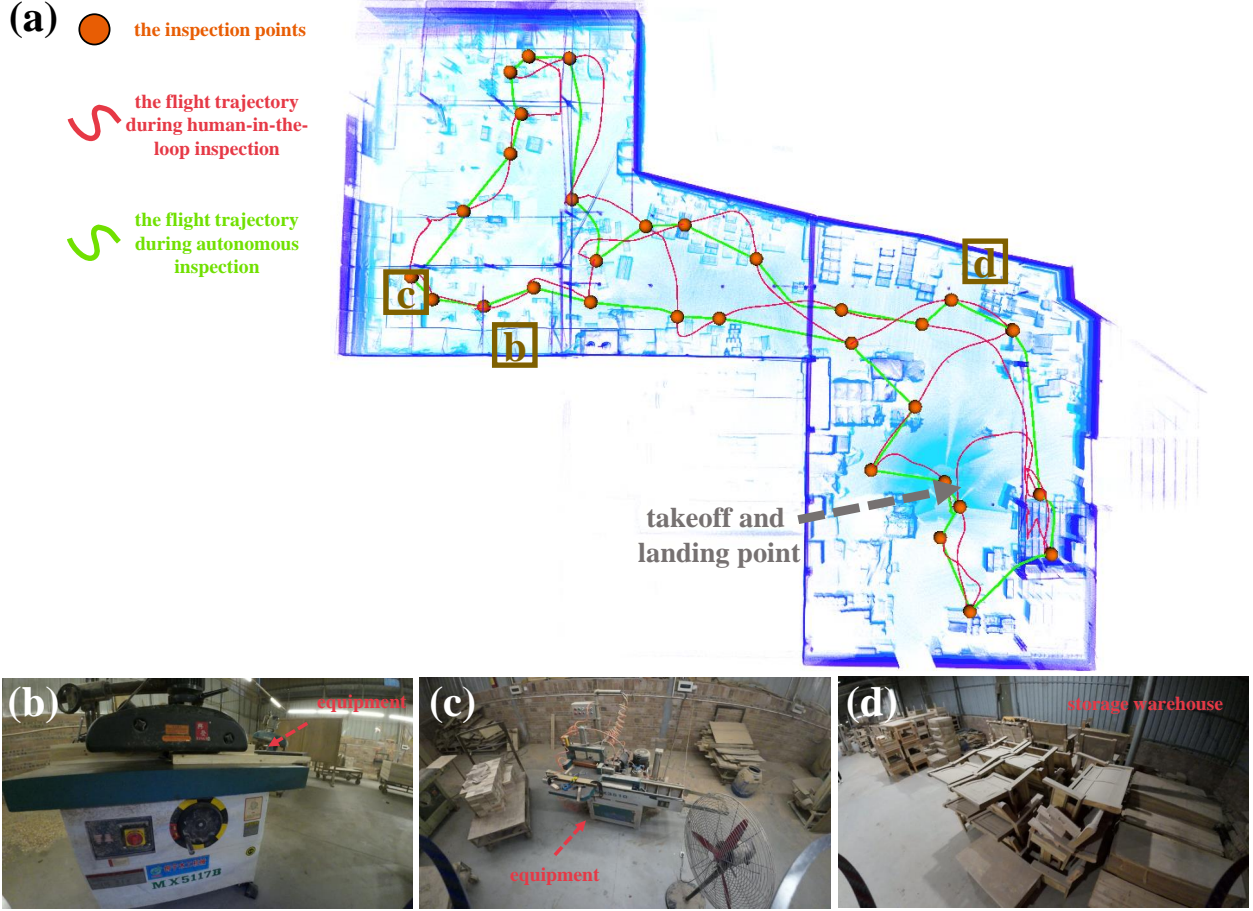 (a)
the inspection points
the flight trajectory
during human-in-the-
loop inspection
the flight trajectory
during autonomous
inspection
c
b
d
takeoff and
landing point
(b)
equipment
MX5117B
(c)
equipment
(d)
storage warehouse